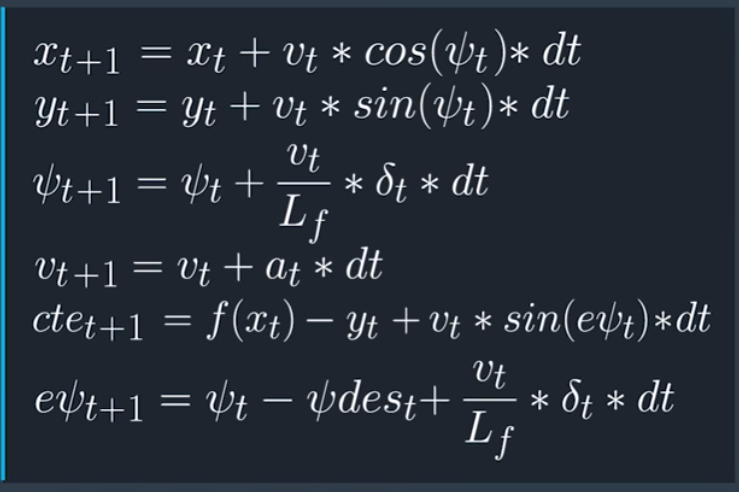 x_{t+1} = x_t + v_t * cos(ψ_t) * dt
y_{t+1} = y_t + v_t * sin(ψ_t) * dt
ψ_{t+1} = ψ_t + \frac{v_t}{L_f} * δ_t * dt
v_{t+1} = v_t + a_t * dt
cte_{t+1} = f(x_t) - y_t + v_t * sin(eψ_t) * dt
eψ_{t+1} = ψ_t - ψdes_t + \frac{v_t}{L_f} * δ_t * dt